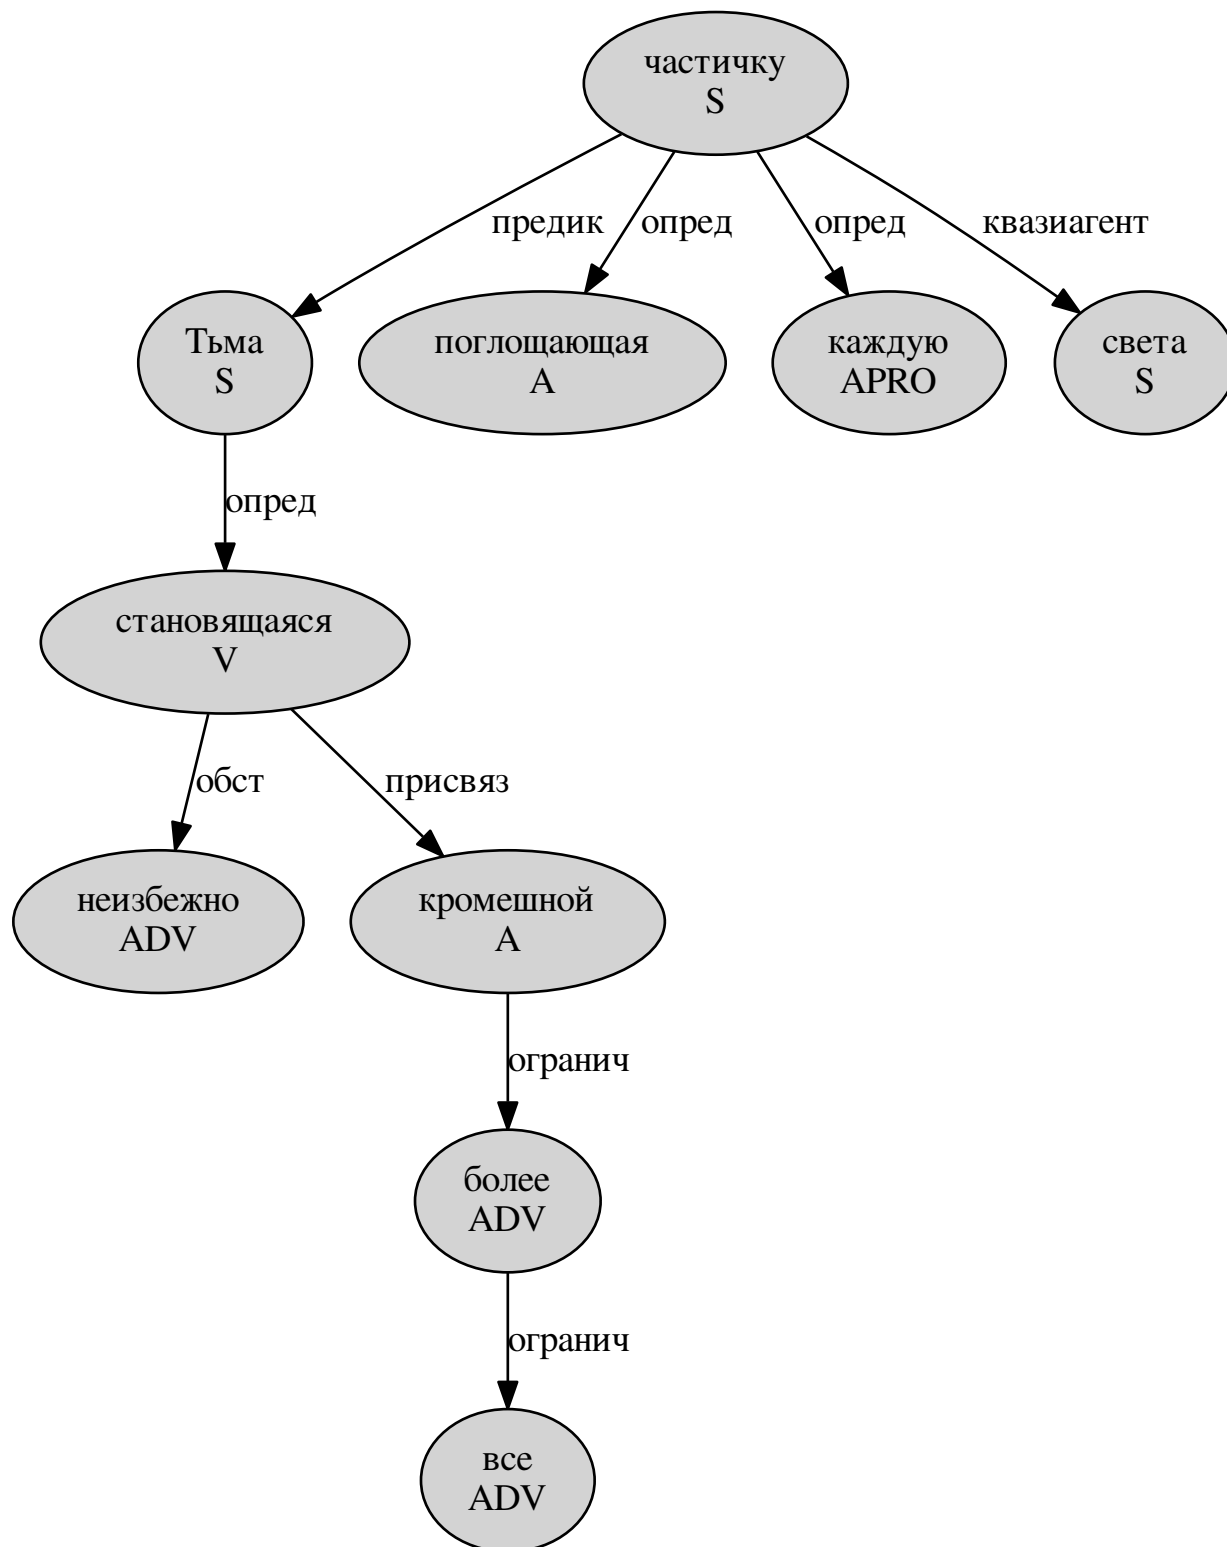 частичку
S
предик
опред
опред
квазиагент
Тьма
S
поглощающая
A
каждую
APRO
света
S
опред
становящаяся
V
обст
присвяз
неизбежно
ADV
кромешной
A
огранич
более
ADV
огранич
все
ADV